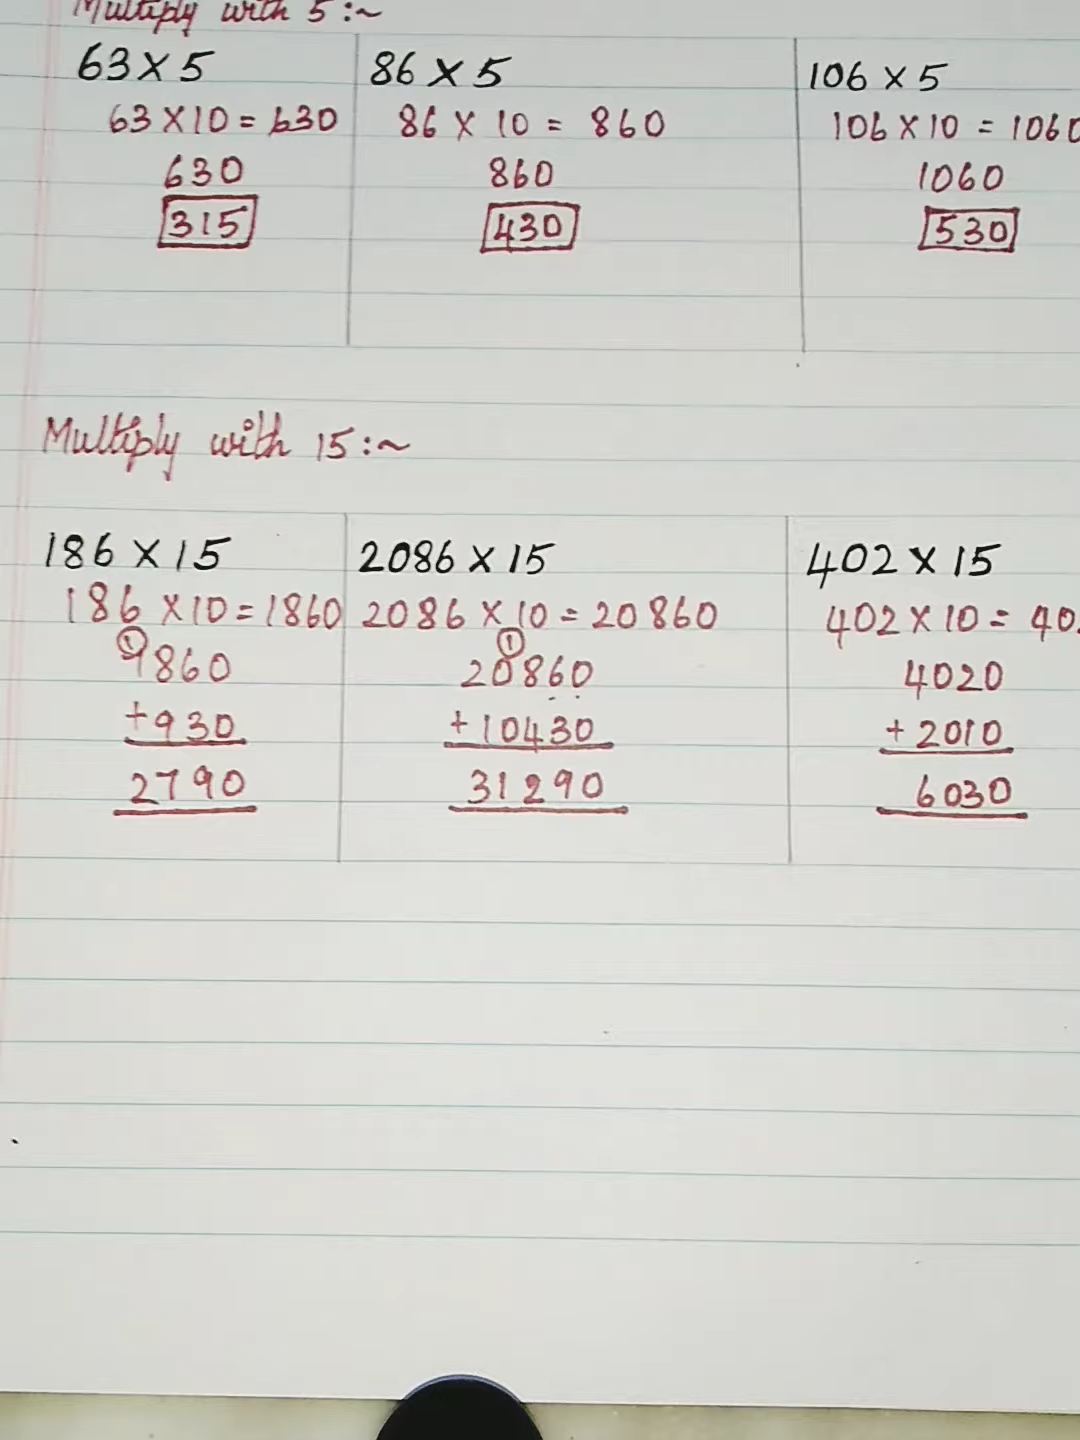 Multiply with 5:~
63 X 5
63 X 10 = 630
630
315
86 X 5
86 X 10 = 860
860
430
106 X 5
106 X 10 = 1060
1060
530
Multiply with 15:~
186 X 15
186 X 10 = 1860
1
1860
+ 930
2790
2086 X 15
2086 X 10 = 20860
1
20860
+ 10430
31290
402 X 15
402 X 10 = 40
4020
+ 2010
6030